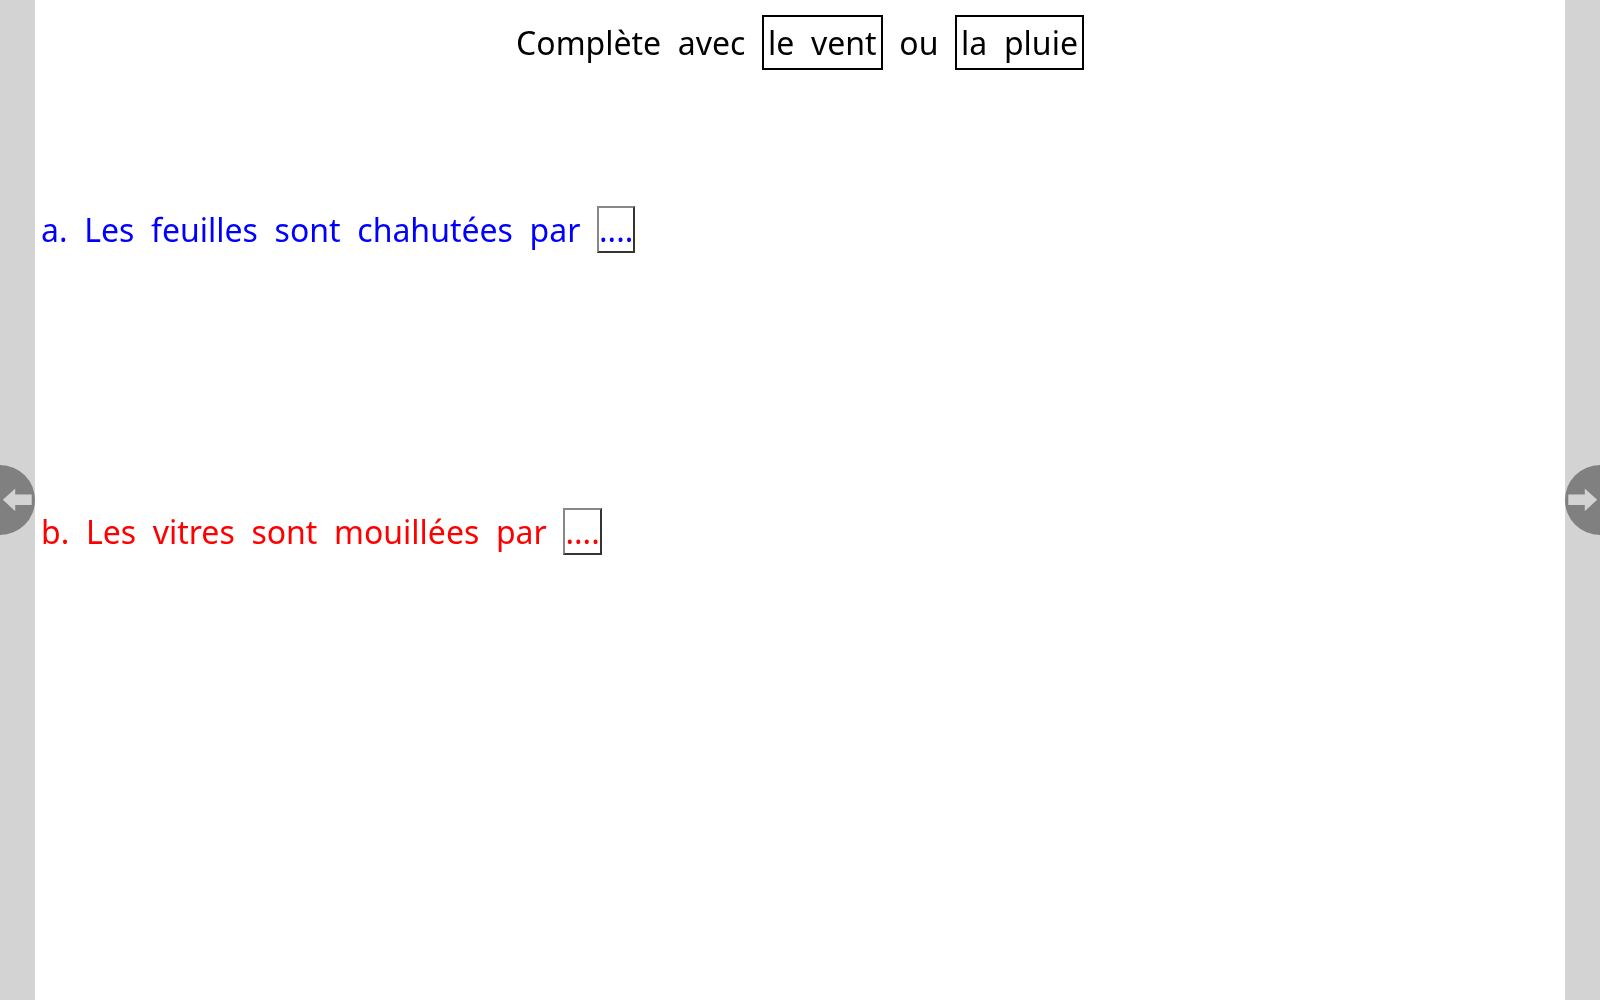 Complète avec le vent ou la pluie
a. Les feuilles sont chahutées par ....
b. Les vitres sont mouillées par ....